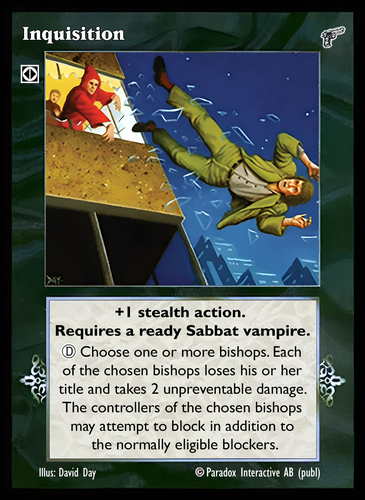 Inquisition
DAY
+1 stealth action.
Requires a ready Sabbat vampire.
Ⓓ Choose one or more bishops. Each
of the chosen bishops loses his or her
title and takes 2 unpreventable damage.
The controllers of the chosen bishops
may attempt to block in addition to
the normally eligible blockers.
Illus: David Day
© Paradox Interactive AB (publ)